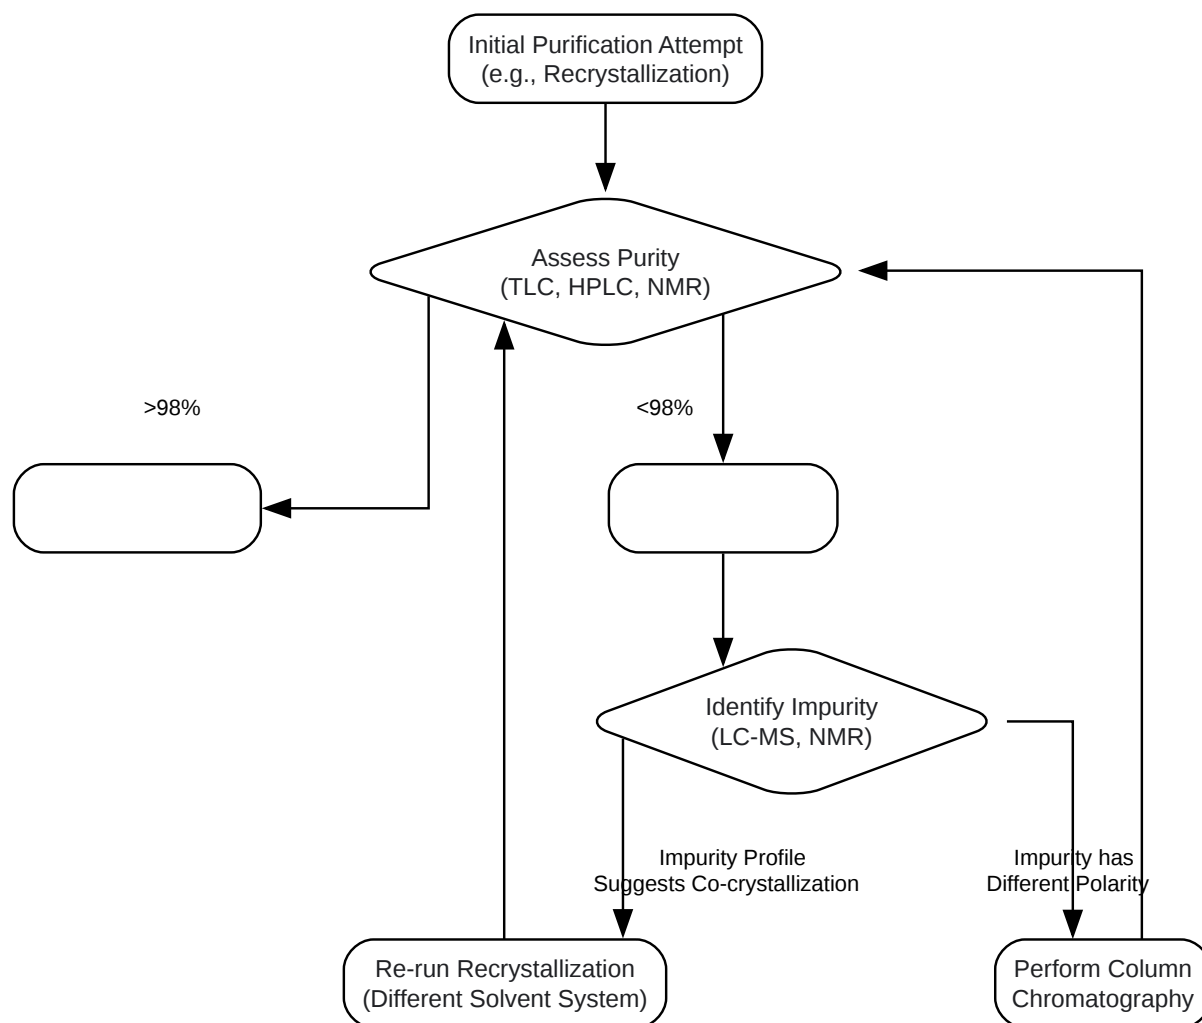 Initial Purification Attempt
(e.g., Recrystallization)
Assess Purity
(TLC, HPLC, NMR)
>98%
<98%
Identify Impurity
(LC-MS, NMR)
Impurity Profile
Suggests Co-crystallization
Impurity has
Different Polarity
Re-run Recrystallization
(Different Solvent System)
Perform Column
Chromatography